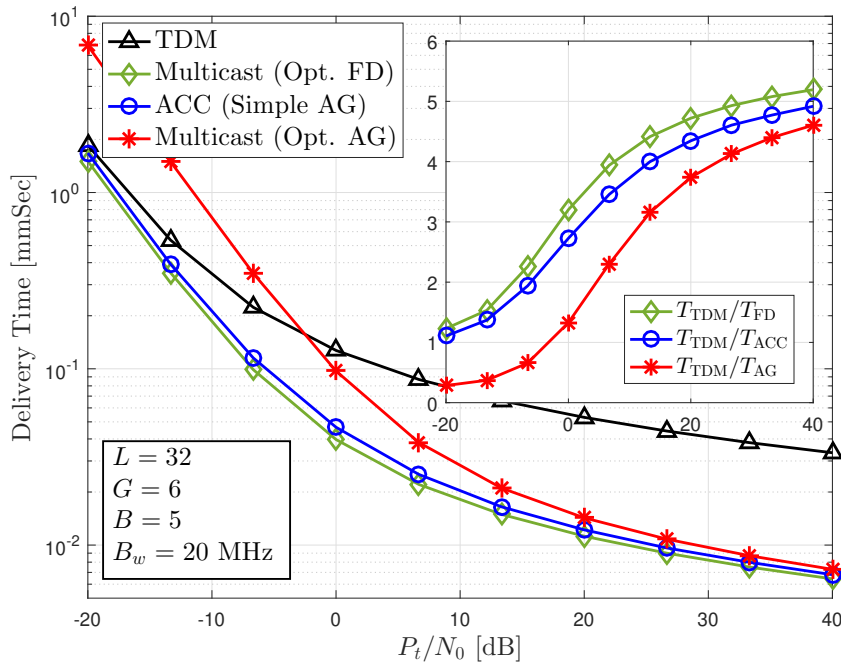 10^1
10^0
10^{-1}
10^{-2}
Delivery Time [mmSec]
TDM
Multicast (Opt. FD)
ACC (Simple AG)
Multicast (Opt. AG)
6
5
4
3
2
1
0
-20 0 20 40
T_TDM/T_FD
T_TDM/T_ACC
T_TDM/T_AG
L = 32
G = 6
B = 5
B_w = 20 MHz
-20 -10 0 10 20 30 40
P_t/N_0 [dB]